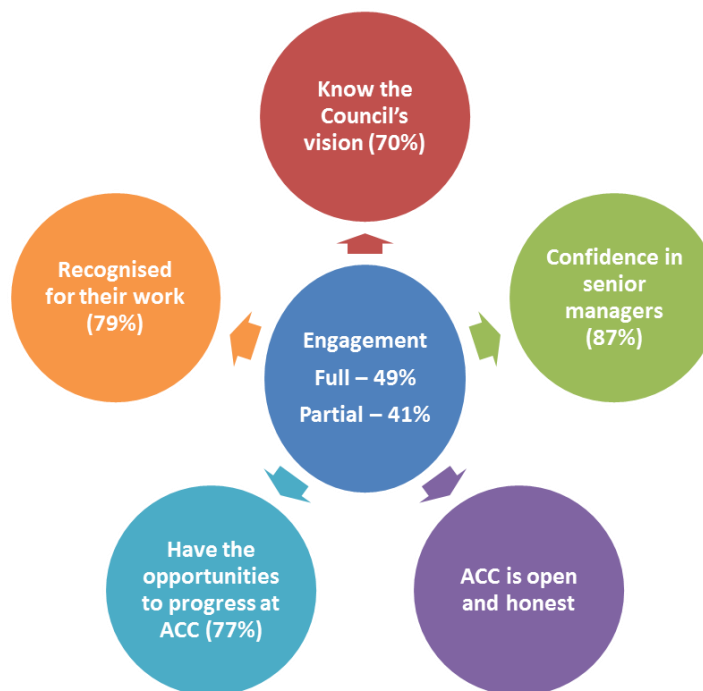 Know the
Council's
vision (70%)
Confidence in
senior
managers
(87%)
ACC is open
and honest
Have the
opportunities
to progress at
ACC (77%)
Recognised
for their work
(79%)
Engagement
Full – 49%
Partial – 41%